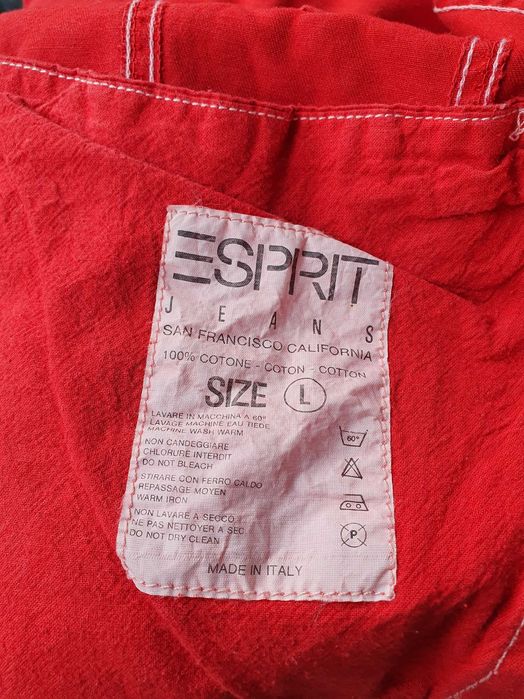 ESPRIT
JEANS
SAN FRANCISCO CALIFORNIA
100% COTONE - COTON - COTTON
SIZE L
LAVARE IN MACCHINA A 60°
LAVAGE MACHINE EAU TIEDE
MACHINE WASH WARM
60°
NON CANDEGGIARE
CHLORURE INTERDIT
DO NOT BLEACH
STIRARE CON FERRO CALDO
REPASSAGE MOYEN
WARM IRON
NON LAVARE A SECCO
NE PAS NETTOYER A SEC
DO NOT DRY CLEAN
P
MADE IN ITALY